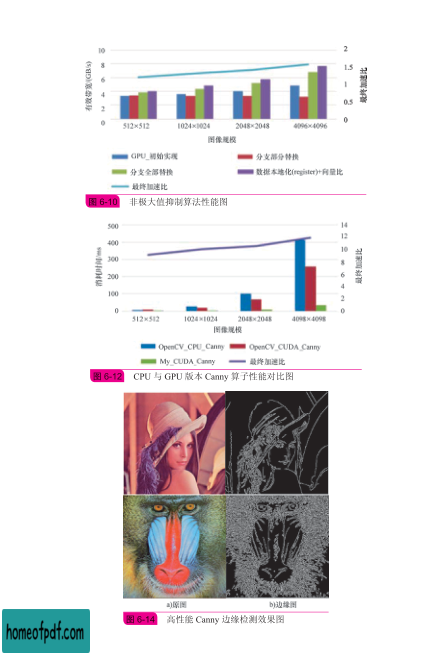 10
8
6
4
2
0
2
1.5
1
0.5
0
有效带宽/(GB/s)
最终加速比
512×512 1024×1024 2048×2048 4096×4096
图像规模
GPU_初始实现 分支部分替换
分支全部替换 数据本地化(register)+向量比
最终加速比
图 6-10 非极大值抑制算法性能图
500
400
300
200
100
0
14
12
10
8
6
4
2
0
消耗时间/ms
最终加速比
512×512 1024×1024 2048×2048 4098×4098
图像规模
OpenCV_CPU_Canny OpenCV_CUDA_Canny
My_CUDA_Canny 最终加速比
图 6-12 CPU 与 GPU 版本 Canny 算子性能对比图
a)原图 b)边缘图
图 6-14 高性能 Canny 边缘检测效果图
homeofpdf.com